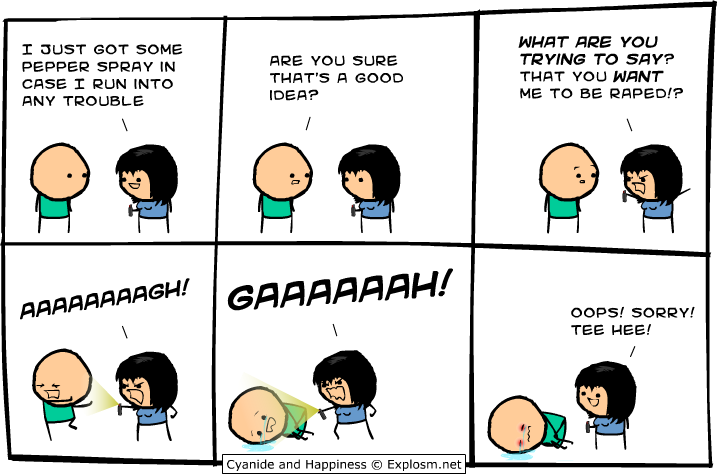 I JUST GOT SOME
PEPPER SPRAY IN
CASE I RUN INTO
ANY TROUBLE
ARE YOU SURE
THAT'S A GOOD
IDEA?
WHAT ARE YOU
TRYING TO SAY?
THAT YOU WANT
ME TO BE RAPED!?
AAAAAAAAGH!
GAAAAAAH!
OOPS! SORRY!
TEE HEE!
Cyanide and Happiness © Explosm.net